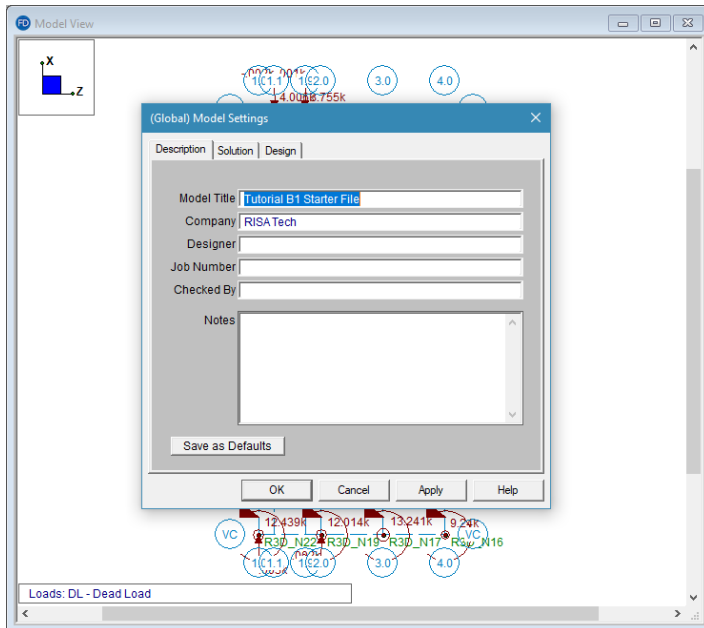 FD Model View
X
Z
1.1 2.0 3.0 4.0
(Global) Model Settings
Description Solution Design
Model Title Tutorial B1 Starter File
Company RISA Tech
Designer
Job Number
Checked By
Notes
Save as Defaults
OK Cancel Apply Help
12.439k 12.014k 13.241k 9.24k
VC VC
R3D_N22 R3D_N19 R3D_N17 N16
1.1 2.0 3.0 4.0
Loads: DL - Dead Load